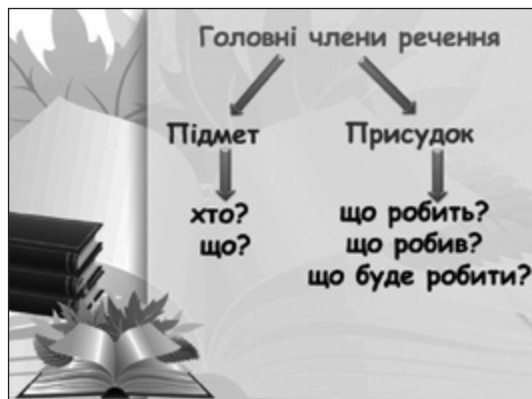 Головні члени речення
Підмет
Присудок
хто?
що?
що робить?
що робив?
що буде робити?